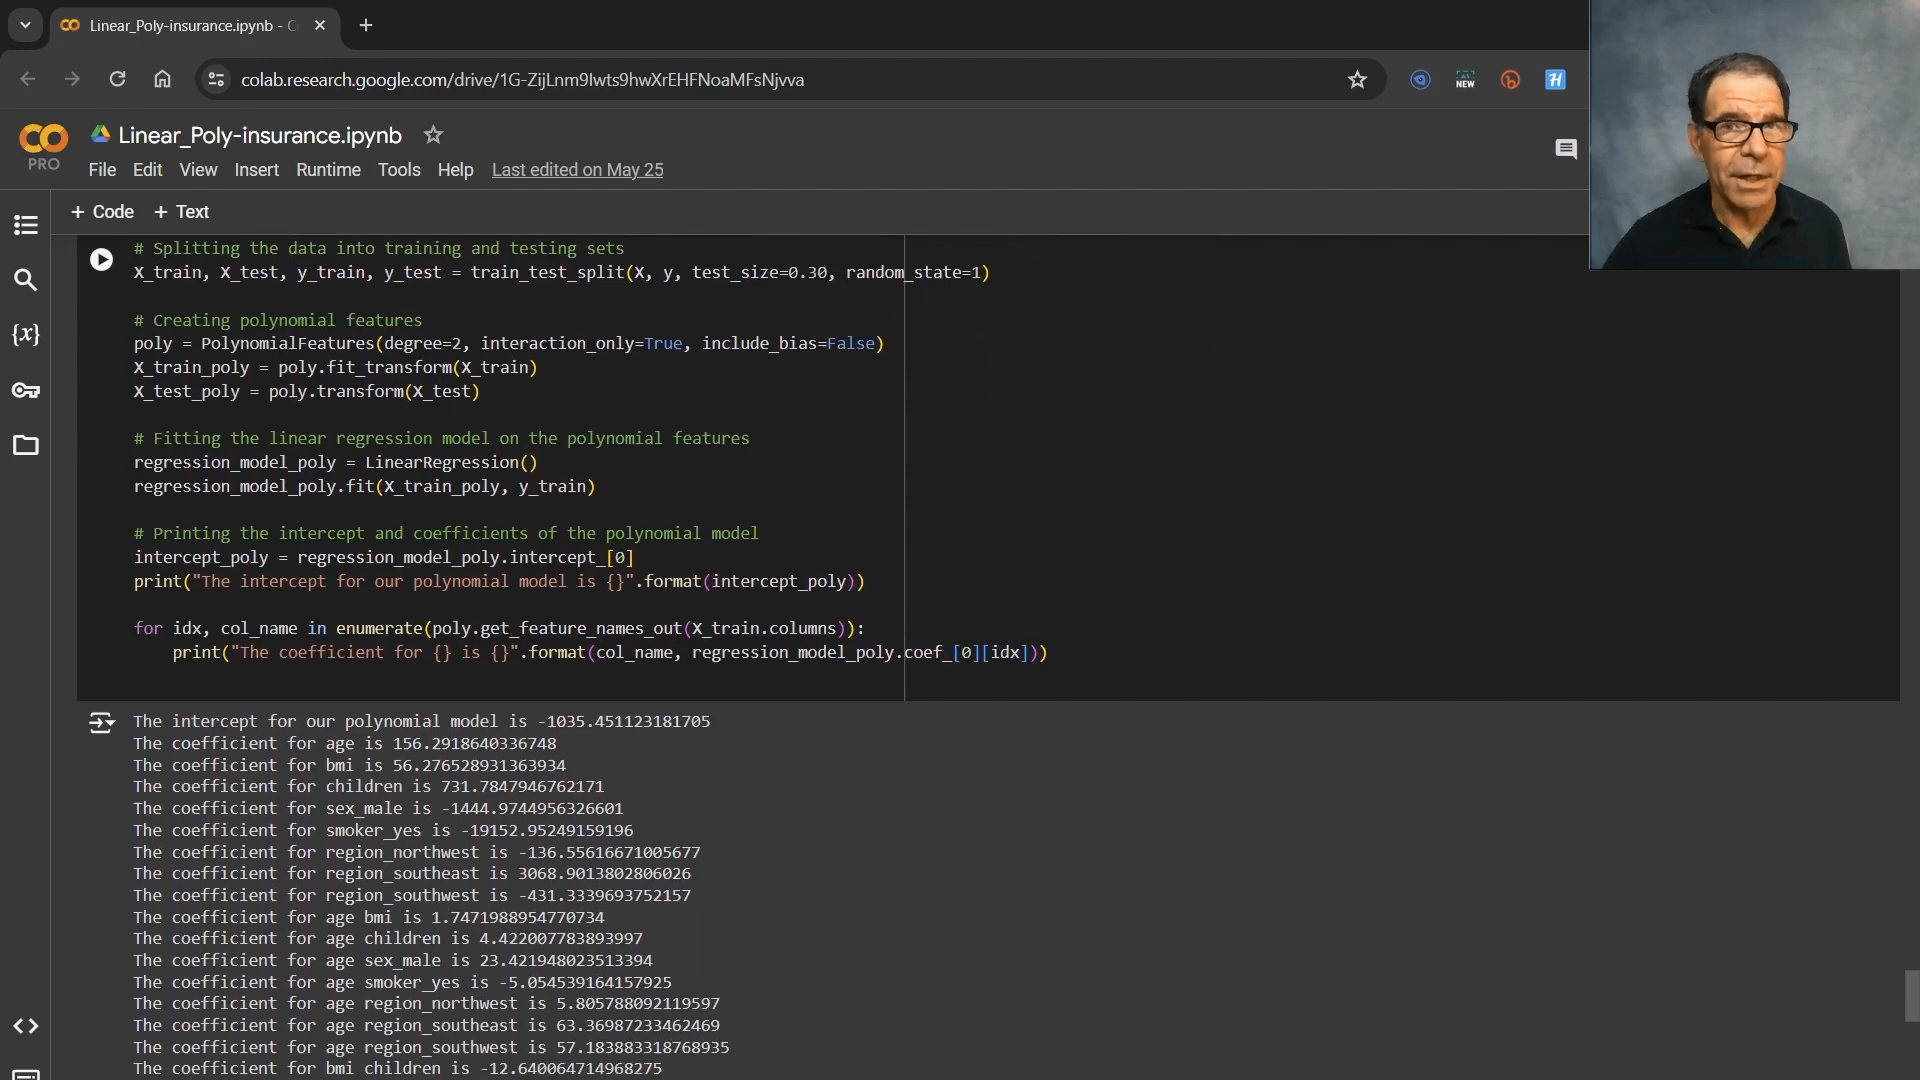 Linear_Poly-insurance.ipynb - C
colab.research.google.com/drive/1G-ZijLnm9lwts9hwXrEHFNoaMFsNjvva
NEW
H
PRO
Linear_Poly-insurance.ipynb
File Edit View Insert Runtime Tools Help Last edited on May 25
+ Code + Text
{x}
# Splitting the data into training and testing sets
X_train, X_test, y_train, y_test = train_test_split(X, y, test_size=0.30, random_state=1)
# Creating polynomial features
poly = PolynomialFeatures(degree=2, interaction_only=True, include_bias=False)
X_train_poly = poly.fit_transform(X_train)
X_test_poly = poly.transform(X_test)
# Fitting the linear regression model on the polynomial features
regression_model_poly = LinearRegression()
regression_model_poly.fit(X_train_poly, y_train)
# Printing the intercept and coefficients of the polynomial model
intercept_poly = regression_model_poly.intercept_[0]
print("The intercept for our polynomial model is {}".format(intercept_poly))
for idx, col_name in enumerate(poly.get_feature_names_out(X_train.columns)):
print("The coefficient for {} is {}".format(col_name, regression_model_poly.coef_[0][idx]))
The intercept for our polynomial model is -1035.451123181705
The coefficient for age is 156.2918640336748
The coefficient for bmi is 56.276528931363934
The coefficient for children is 731.7847946762171
The coefficient for sex_male is -1444.9744956326601
The coefficient for smoker_yes is -19152.95249159196
The coefficient for region_northwest is -136.55616671005677
The coefficient for region_southeast is 3068.9013802806026
The coefficient for region_southwest is -431.3339693752157
The coefficient for age bmi is 1.7471988954770734
The coefficient for age children is 4.422007783893997
The coefficient for age sex_male is 23.421948023513394
The coefficient for age smoker_yes is -5.054539164157925
The coefficient for age region_northwest is 5.805788092119597
The coefficient for age region_southeast is 63.36987233462469
The coefficient for age region_southwest is 57.183883318768935
The coefficient for bmi children is -12.640064714968275